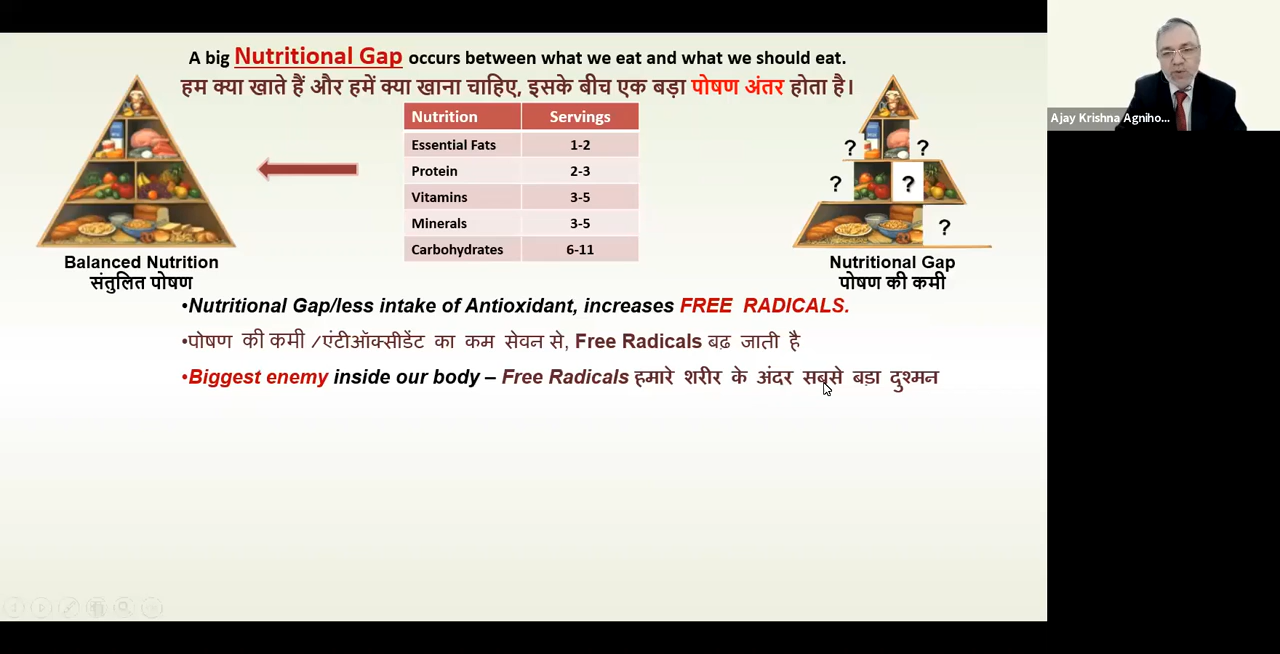 A big Nutritional Gap occurs between what we eat and what we should eat.
हम क्या खाते हैं और हमें क्या खाना चाहिए, इसके बीच एक बड़ा पोषण अंतर होता है।
Nutrition Servings
Essential Fats 1-2
Protein 2-3
Vitamins 3-5
Minerals 3-5
Carbohydrates 6-11
Balanced Nutrition
संतुलित पोषण
? ?
? ?
?
Nutritional Gap
पोषण की कमी
•Nutritional Gap/less intake of Antioxidant, increases FREE RADICALS.
•पोषण की कमी /एंटीऑक्सीडेंट का कम सेवन से, Free Radicals बढ जाती है
•Biggest enemy inside our body – Free Radicals हमारे शरीर के अंदर सबसे बड़ा दुश्मन
Ajay Krishna Agniho...